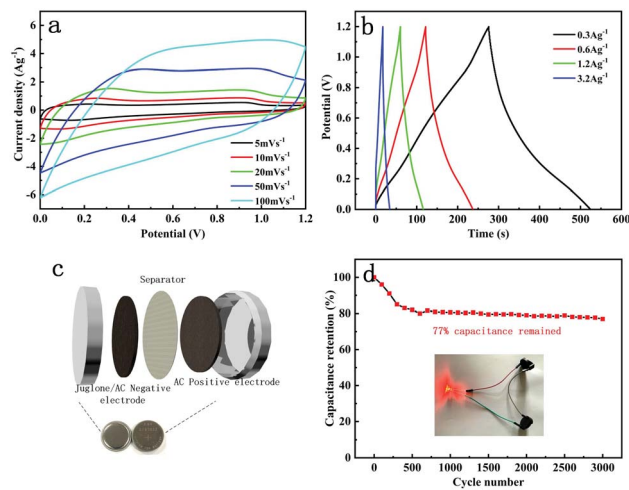 a
Current density (Ag⁻¹)
6
4
2
0
-2
-4
-6
0.0 0.2 0.4 0.6 0.8 1.0 1.2
Potential (V)
5mVs⁻¹
10mVs⁻¹
20mVs⁻¹
50mVs⁻¹
100mVs⁻¹
b
Potential (V)
1.2
1.0
0.8
0.6
0.4
0.2
0.0
0 100 200 300 400 500 600
Time (s)
0.3Ag⁻¹
0.6Ag⁻¹
1.2Ag⁻¹
3.2Ag⁻¹
c
Separator
Juglone/AC Negative
electrode
AC Positive electrode
d
Capacitance retention (%)
100
80
60
40
20
0
77% capacitance remained
0 500 1000 1500 2000 2500 3000
Cycle number